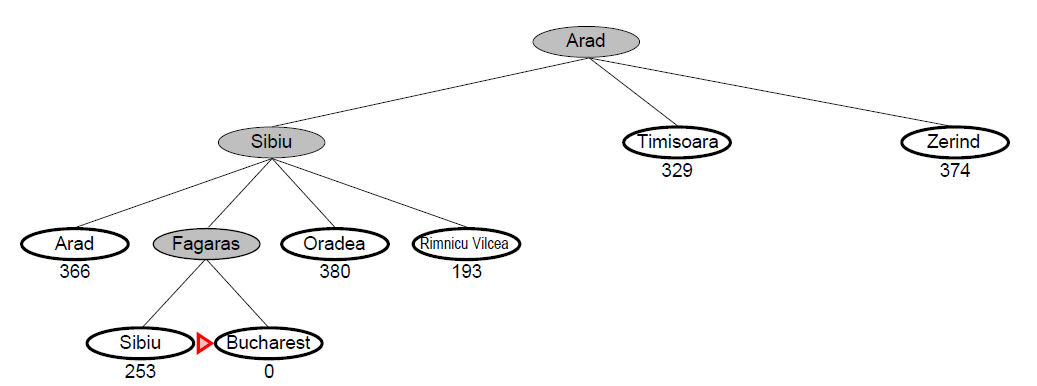 Arad
Sibiu
Timisoara
Zerind
329
374
Arad
Fagaras
Oradea
Rimnicu Vilcea
366
380
193
Sibiu
Bucharest
253
0